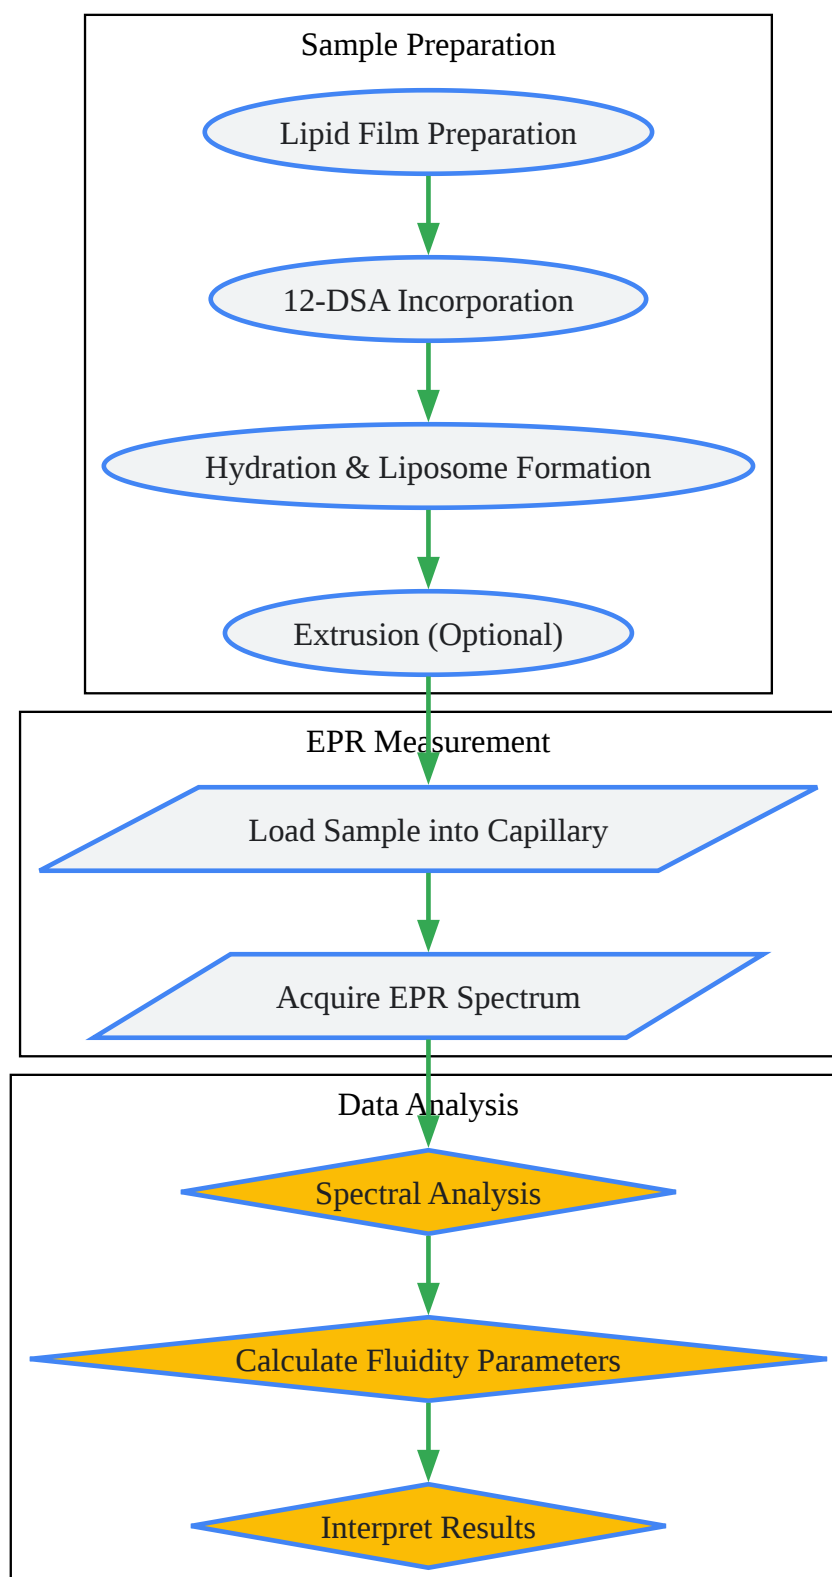 Sample Preparation
Lipid Film Preparation
12-DSA Incorporation
Hydration & Liposome Formation
Extrusion (Optional)
EPR Measurement
Load Sample into Capillary
Acquire EPR Spectrum
Data Analysis
Spectral Analysis
Calculate Fluidity Parameters
Interpret Results